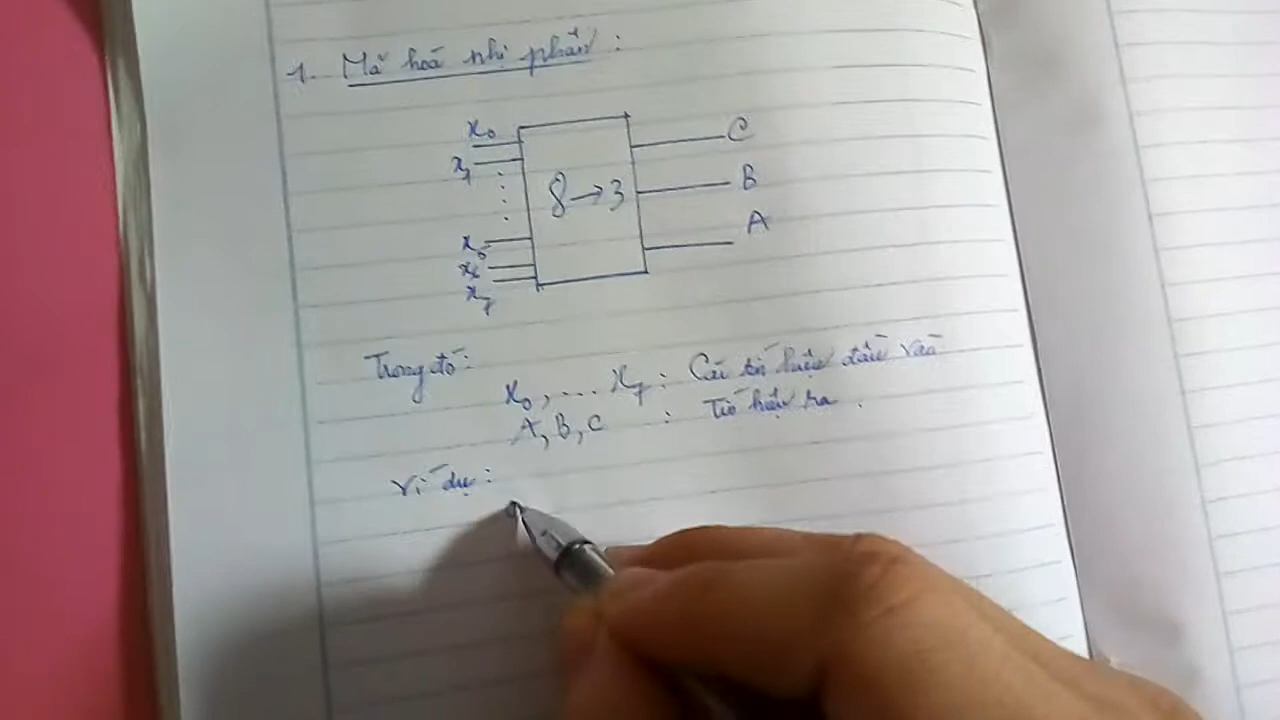 1. Mã hoá nhị phân :
x₀
C
x₁
8→3
B
A
x₅
x₆
x₇
Trong đó:
x₀, ... x₇ : Các tín hiệu đầu vào
A, B, C : Tín hiệu ra .
Ví dụ :